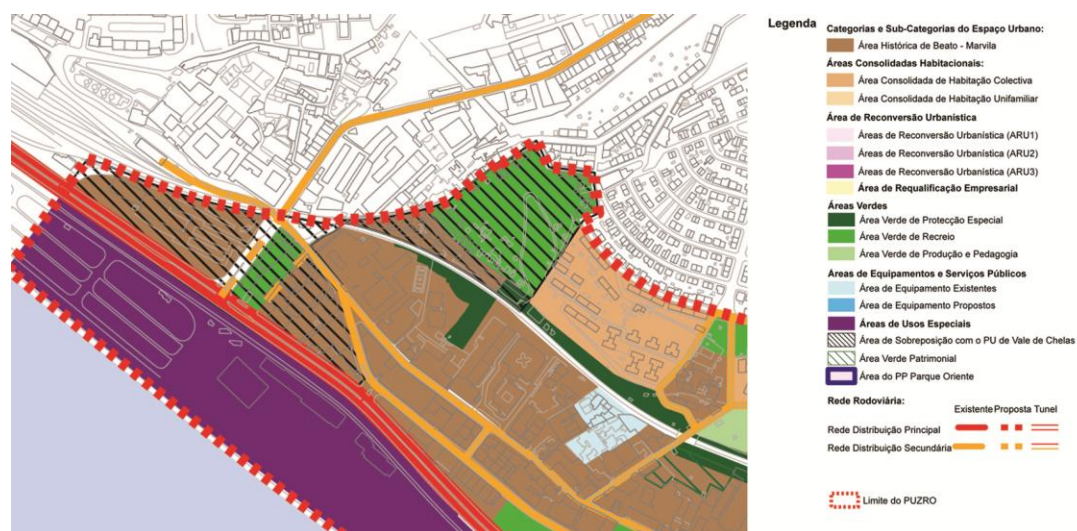 Legenda
Categorias e Sub-Categorias do Espaço Urbano:
Área Histórica de Beato - Marvila
Áreas Consolidadas Habitacionais:
Área Consolidada de Habitação Colectiva
Área Consolidada de Habitação Unifamiliar
Área de Reconversão Urbanística
Áreas de Reconversão Urbanística (ARU1)
Áreas de Reconversão Urbanística (ARU2)
Áreas de Reconversão Urbanística (ARU3)
Área de Requalificação Empresarial
Áreas Verdes
Área Verde de Protecção Especial
Área Verde de Recreio
Área Verde de Produção e Pedagogia
Áreas de Equipamentos e Serviços Públicos
Área de Equipamento Existentes
Área de Equipamento Propostos
Áreas de Usos Especiais
Área de Sobreposição com o PU de Vale de Chelas
Área Verde Patrimonial
Área do PP Parque Oriente
Rede Rodoviária:
Existente Proposta Tunel
Rede Distribuição Principal
Rede Distribuição Secundária
Limite do PUZRO